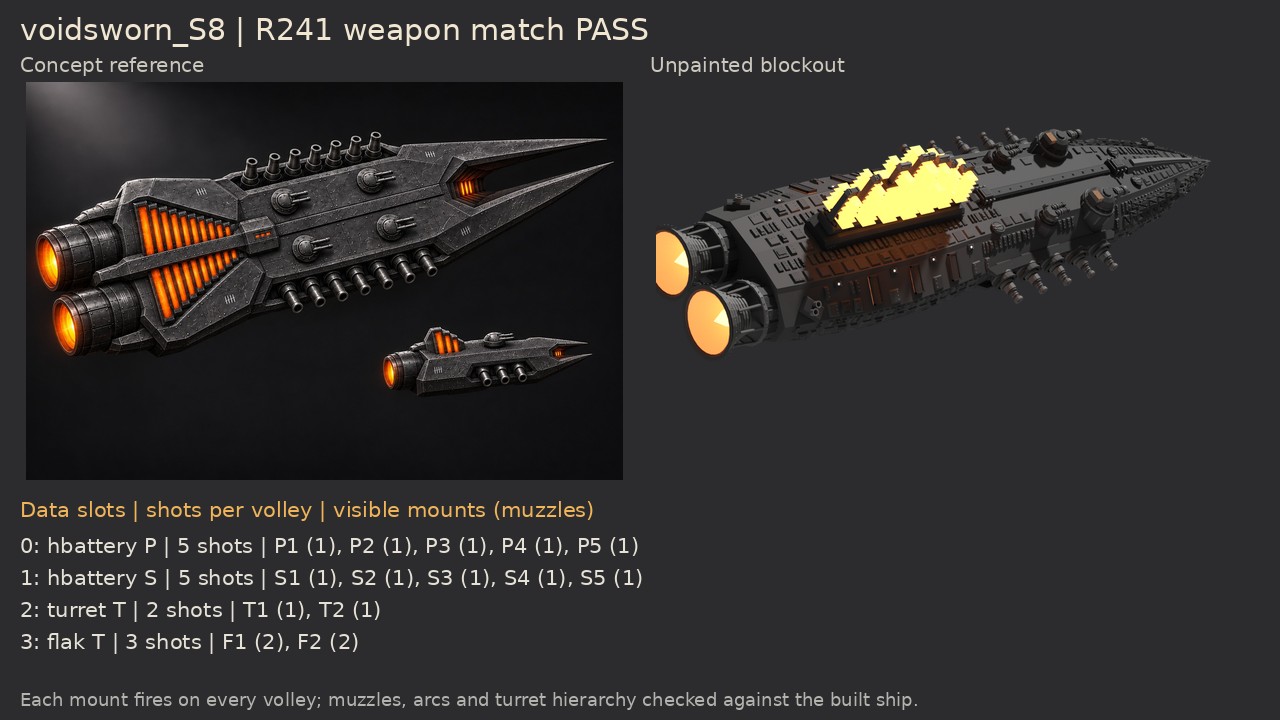 voidsworn_S8 | R241 weapon match PASS
Concept reference
Unpainted blockout
Data slots | shots per volley | visible mounts (muzzles)
0: hbattery P | 5 shots | P1 (1), P2 (1), P3 (1), P4 (1), P5 (1)
1: hbattery S | 5 shots | S1 (1), S2 (1), S3 (1), S4 (1), S5 (1)
2: turret T | 2 shots | T1 (1), T2 (1)
3: flak T | 3 shots | F1 (2), F2 (2)
Each mount fires on every volley; muzzles, arcs and turret hierarchy checked against the built ship.